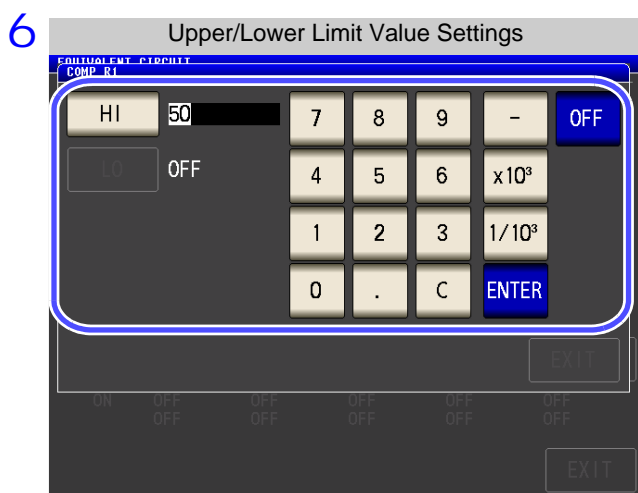 6
Upper/Lower Limit Value Settings
EQUIVALENT CIRCUIT
COMP R1
HI 50 7 8 9 - OFF
LO OFF 4 5 6 x10³
1 2 3 1/10³
0 . C ENTER
EXIT
ON OFF OFF OFF OFF OFF
OFF OFF OFF OFF OFF
EXIT